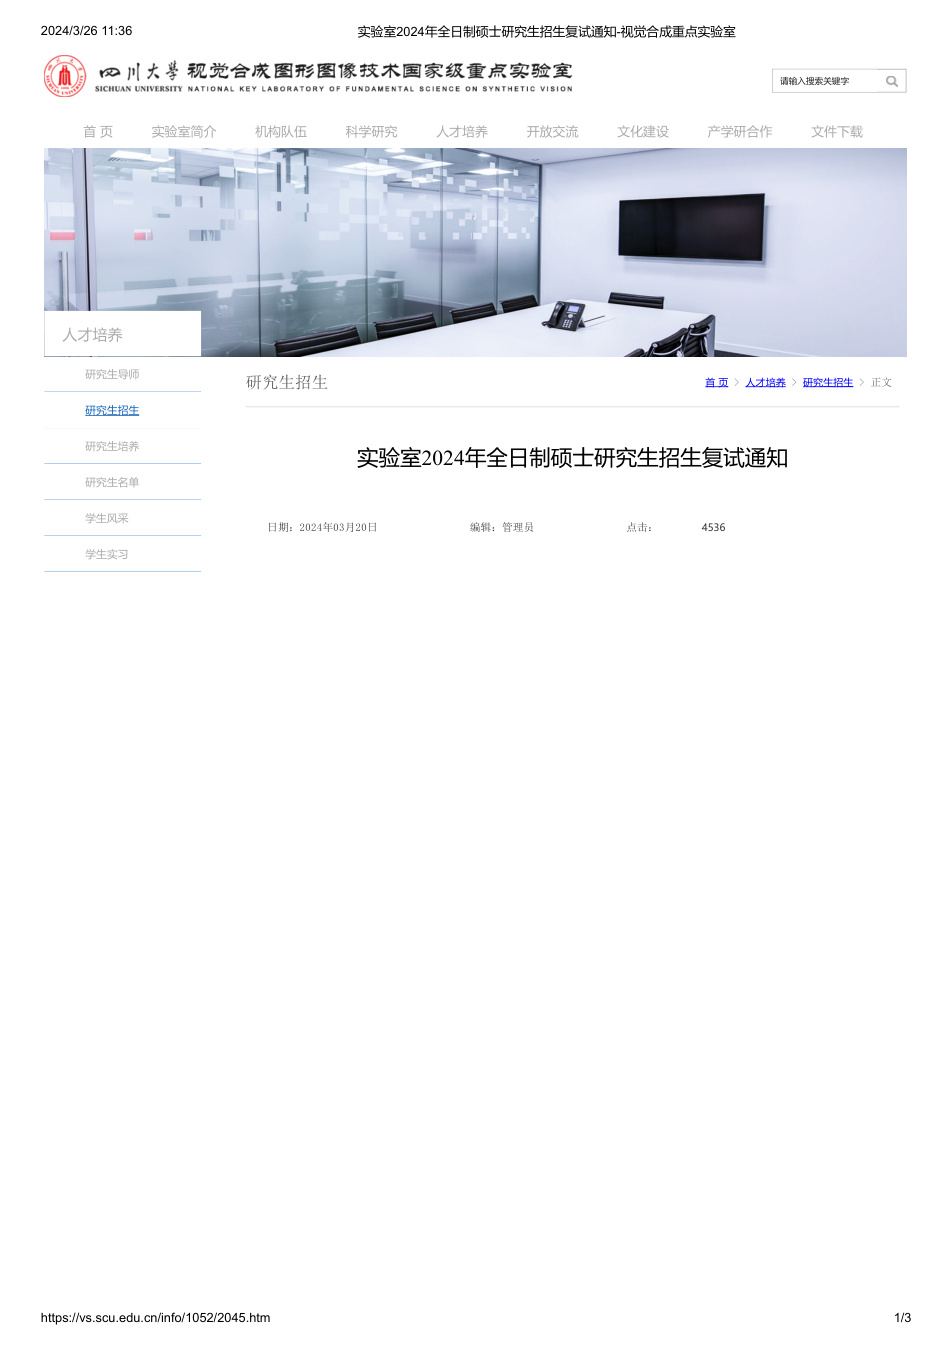 2024/3/26 11:36
实验室2024年全日制硕士研究生招生复试通知-视觉合成重点实验室
四川大学 视觉合成图形图像技术国家级重点实验室
SICHUAN UNIVERSITY NATIONAL KEY LABORATORY OF FUNDAMENTAL SCIENCE ON SYNTHETIC VISION
请输入搜索关键字
首 页 实验室简介 机构队伍 科学研究 人才培养 开放交流 文化建设 产学研合作 文件下载
人才培养
研究生导师
研究生招生
研究生培养
研究生名单
学生风采
学生实习
研究生招生
首 页 > 人才培养 > 研究生招生 > 正文
实验室2024年全日制硕士研究生招生复试通知
日期：2024年03月20日 编辑：管理员 点击： 4536
https://vs.scu.edu.cn/info/1052/2045.htm
1/3